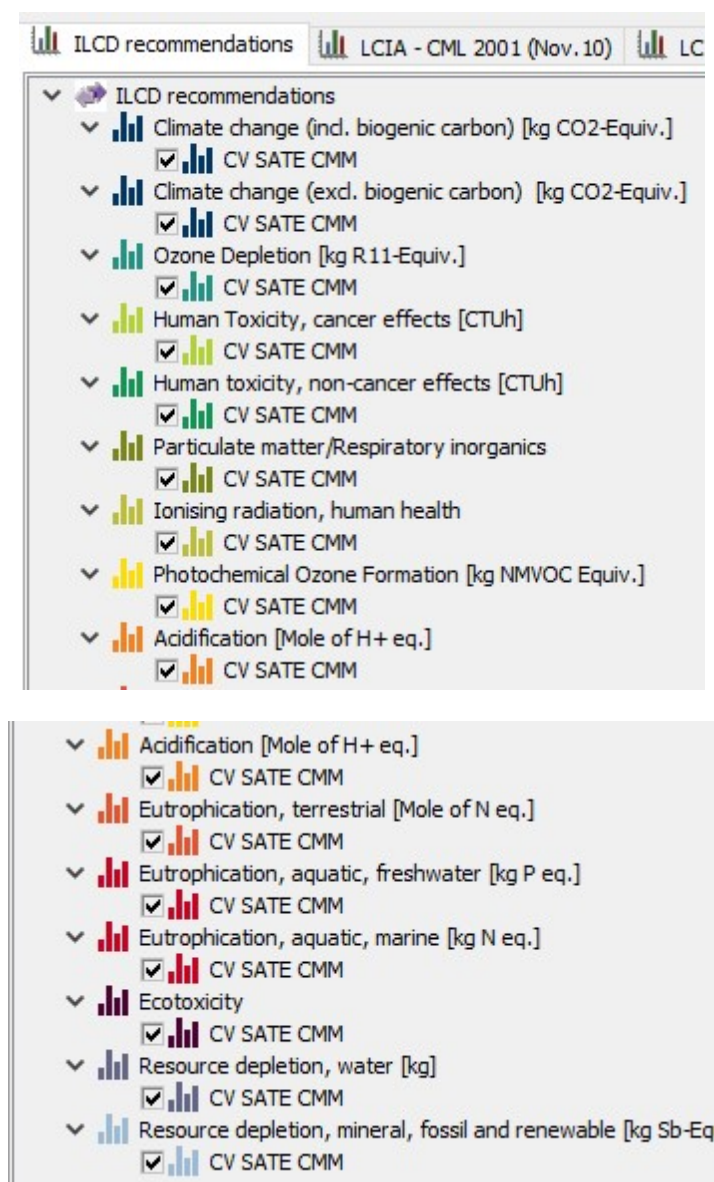 ILCD recommendations LCIA - CML 2001 (Nov. 10) LC
ILCD recommendations
Climate change (incl. biogenic carbon) [kg CO2-Equiv.]
CV SATE CMM
Climate change (excl. biogenic carbon) [kg CO2-Equiv.]
CV SATE CMM
Ozone Depletion [kg R11-Equiv.]
CV SATE CMM
Human Toxicity, cancer effects [CTUh]
CV SATE CMM
Human toxicity, non-cancer effects [CTUh]
CV SATE CMM
Particulate matter/Respiratory inorganics
CV SATE CMM
Ionising radiation, human health
CV SATE CMM
Photochemical Ozone Formation [kg NMVOC Equiv.]
CV SATE CMM
Acidification [Mole of H+ eq.]
CV SATE CMM
Acidification [Mole of H+ eq.]
CV SATE CMM
Eutrophication, terrestrial [Mole of N eq.]
CV SATE CMM
Eutrophication, aquatic, freshwater [kg P eq.]
CV SATE CMM
Eutrophication, aquatic, marine [kg N eq.]
CV SATE CMM
Ecotoxicity
CV SATE CMM
Resource depletion, water [kg]
CV SATE CMM
Resource depletion, mineral, fossil and renewable [kg Sb-Eq
CV SATE CMM